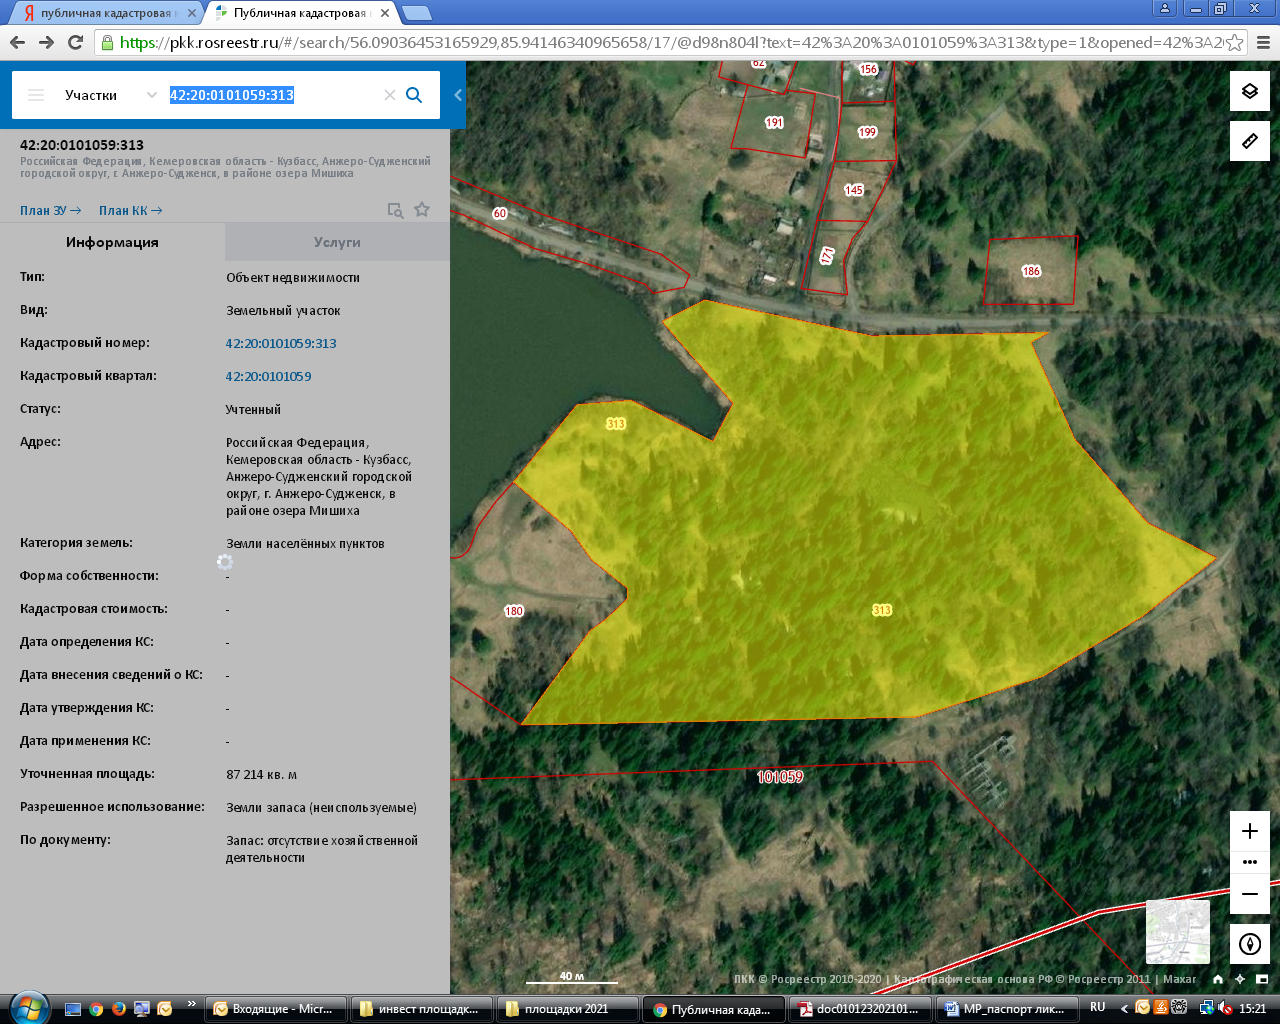 публичная кадастровая к
Публичная кадастровая
https://pkk.rosreestr.ru/#/search/56.09036453165929,85.94146340965658/17/@d98n804l?text=42%3A20%3A0101059%3A313&type=1&opened=42%3A2
Участки
42:20:0101059:313
42:20:0101059:313
Российская Федерация, Кемеровская область - Кузбасс, Анжеро-Судженский
городской округ, г. Анжеро-Судженск, в районе озера Мишиха
План ЗУ →
План КК →
Информация
Услуги
Тип:
Объект недвижимости
Вид:
Земельный участок
Кадастровый номер:
42:20:0101059:313
Кадастровый квартал:
42:20:0101059
Статус:
Учтенный
Адрес:
Российская Федерация,
Кемеровская область - Кузбасс,
Анжеро-Судженский городской
округ, г. Анжеро-Судженск, в
районе озера Мишиха
Категория земель:
Земли населённых пунктов
Форма собственности:
-
Кадастровая стоимость:
-
Дата определения КС:
-
Дата внесения сведений о КС:
-
Дата утверждения КС:
-
Дата применения КС:
-
Уточненная площадь:
87 214 кв. м
Разрешенное использование:
Земли запаса (неиспользуемые)
По документу:
Запас: отсутствие хозяйственной
деятельности
62
156
191
199
145
60
171
186
313
180
313
101059
40 м
ПКК © Росреестр 2010-2020 | Картографическая основа РФ © Росреестр 2011 | Maxar
Входящие - Micr...
инвест площадк...
площадки 2021
Публичная када...
doc010123202101...
МР_паспорт лик...
RU
15:21